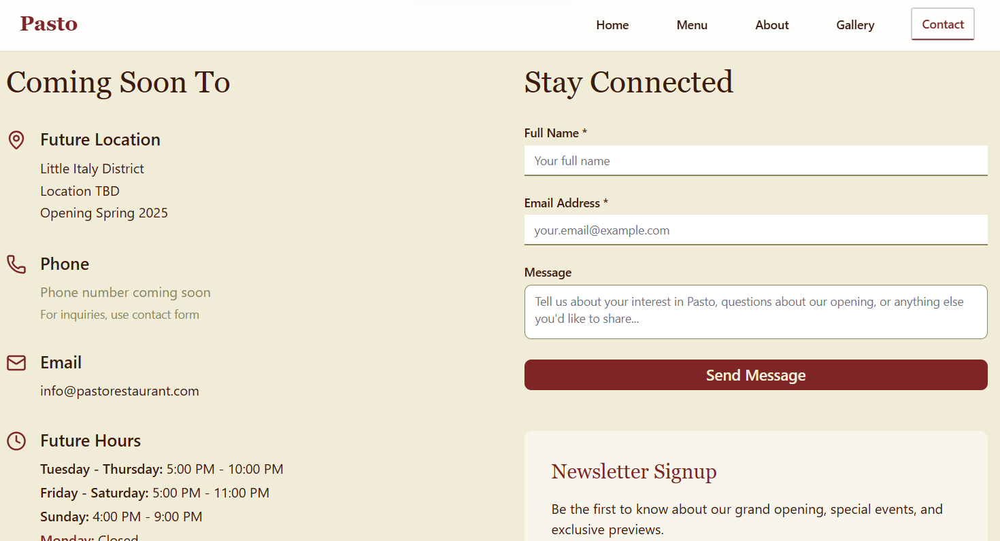 Pasto
Home Menu About Gallery Contact
Coming Soon To
Future Location
Little Italy District
Location TBD
Opening Spring 2025
Phone
Phone number coming soon
For inquiries, use contact form
Email
info@pastorestaurant.com
Future Hours
Tuesday - Thursday: 5:00 PM - 10:00 PM
Friday - Saturday: 5:00 PM - 11:00 PM
Sunday: 4:00 PM - 9:00 PM
Monday: Closed
Stay Connected
Full Name *
Your full name
Email Address *
your.email@example.com
Message
Tell us about your interest in Pasto, questions about our opening, or anything else
you'd like to share...
Send Message
Newsletter Signup
Be the first to know about our grand opening, special events, and
exclusive previews.